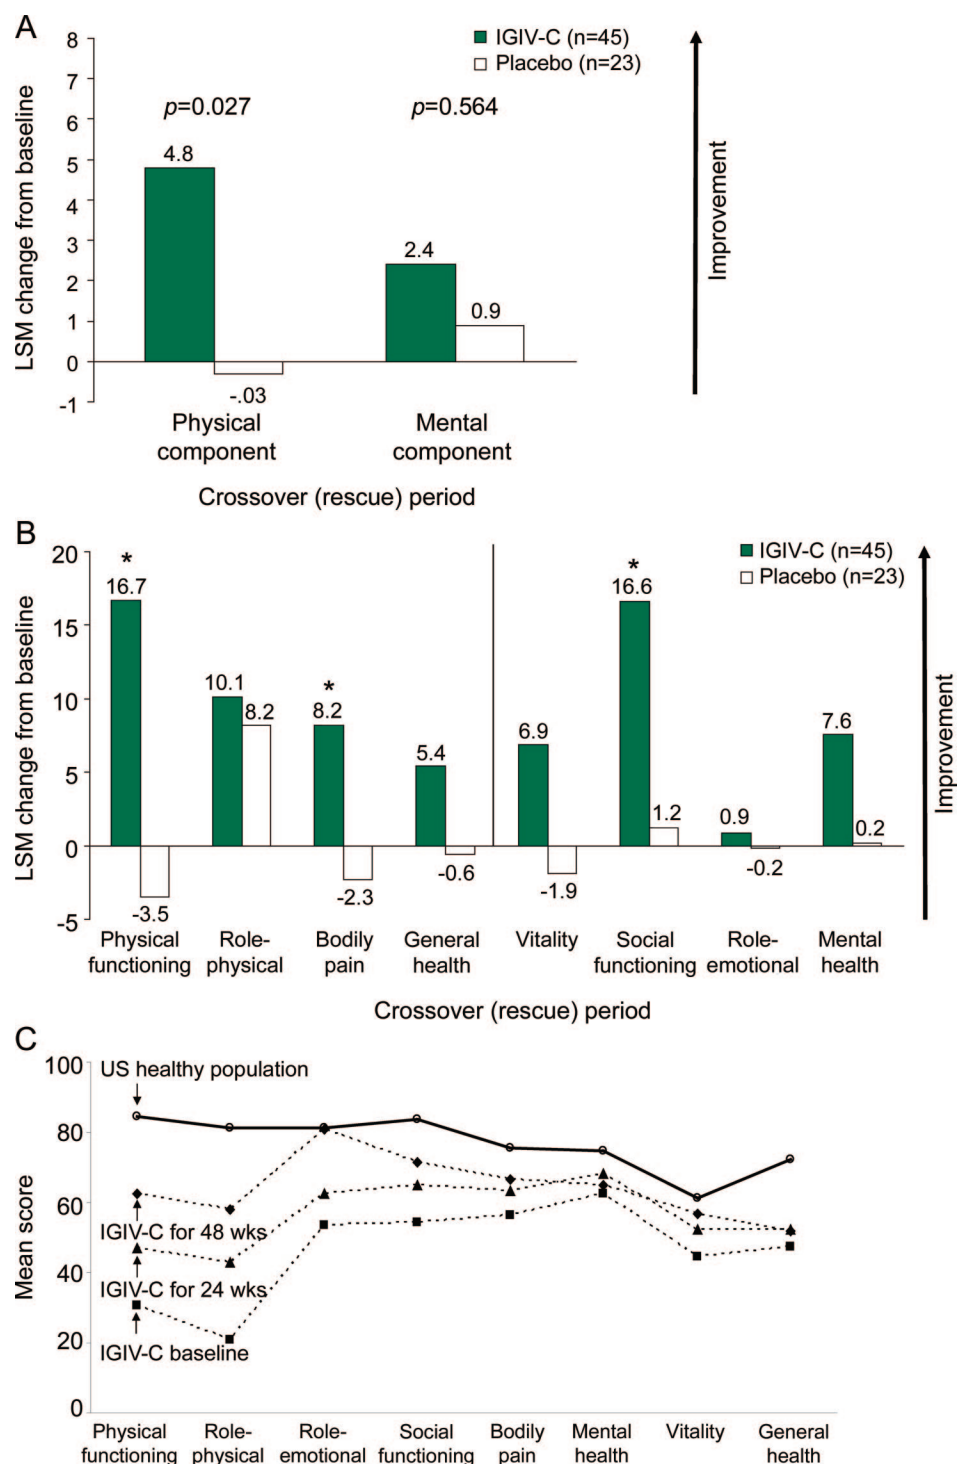 A
IGIV-C (n=45)
Placebo (n=23)
LSM change from baseline
8
7
6
5
4
3
2
1
0
-1
p=0.027
p=0.564
4.8
-.03
2.4
0.9
Improvement
Physical
component
Mental
component
Crossover (rescue) period
B
IGIV-C (n=45)
Placebo (n=23)
LSM change from baseline
20
15
10
5
0
-5
*
16.7
-3.5
10.1
8.2
*
8.2
-2.3
5.4
-0.6
6.9
-1.9
*
16.6
1.2
0.9
-0.2
7.6
0.2
Improvement
Physical
functioning
Role-
physical
Bodily
pain
General
health
Vitality
Social
functioning
Role-
emotional
Mental
health
Crossover (rescue) period
C
Mean score
100
80
60
40
20
0
US healthy population
IGIV-C for 48 wks
IGIV-C for 24 wks
IGIV-C baseline
Physical
functioning
Role-
physical
Role-
emotional
Social
functioning
Bodily
pain
Mental
health
Vitality
General
health